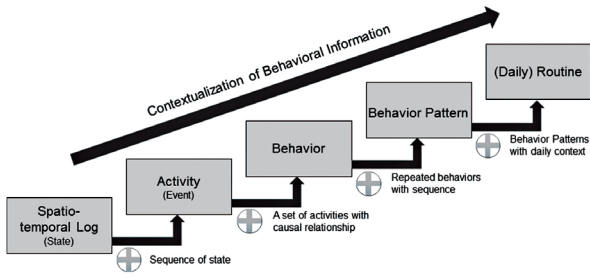 Contextualization of Behavioral Information
(Daily) Routine
Behavior Pattern
Behavior Patterns
with daily context
Behavior
Repeated behaviors
with sequence
Activity
(Event)
A set of activities with
causal relationship
Spatio-
temporal Log
(State)
Sequence of state